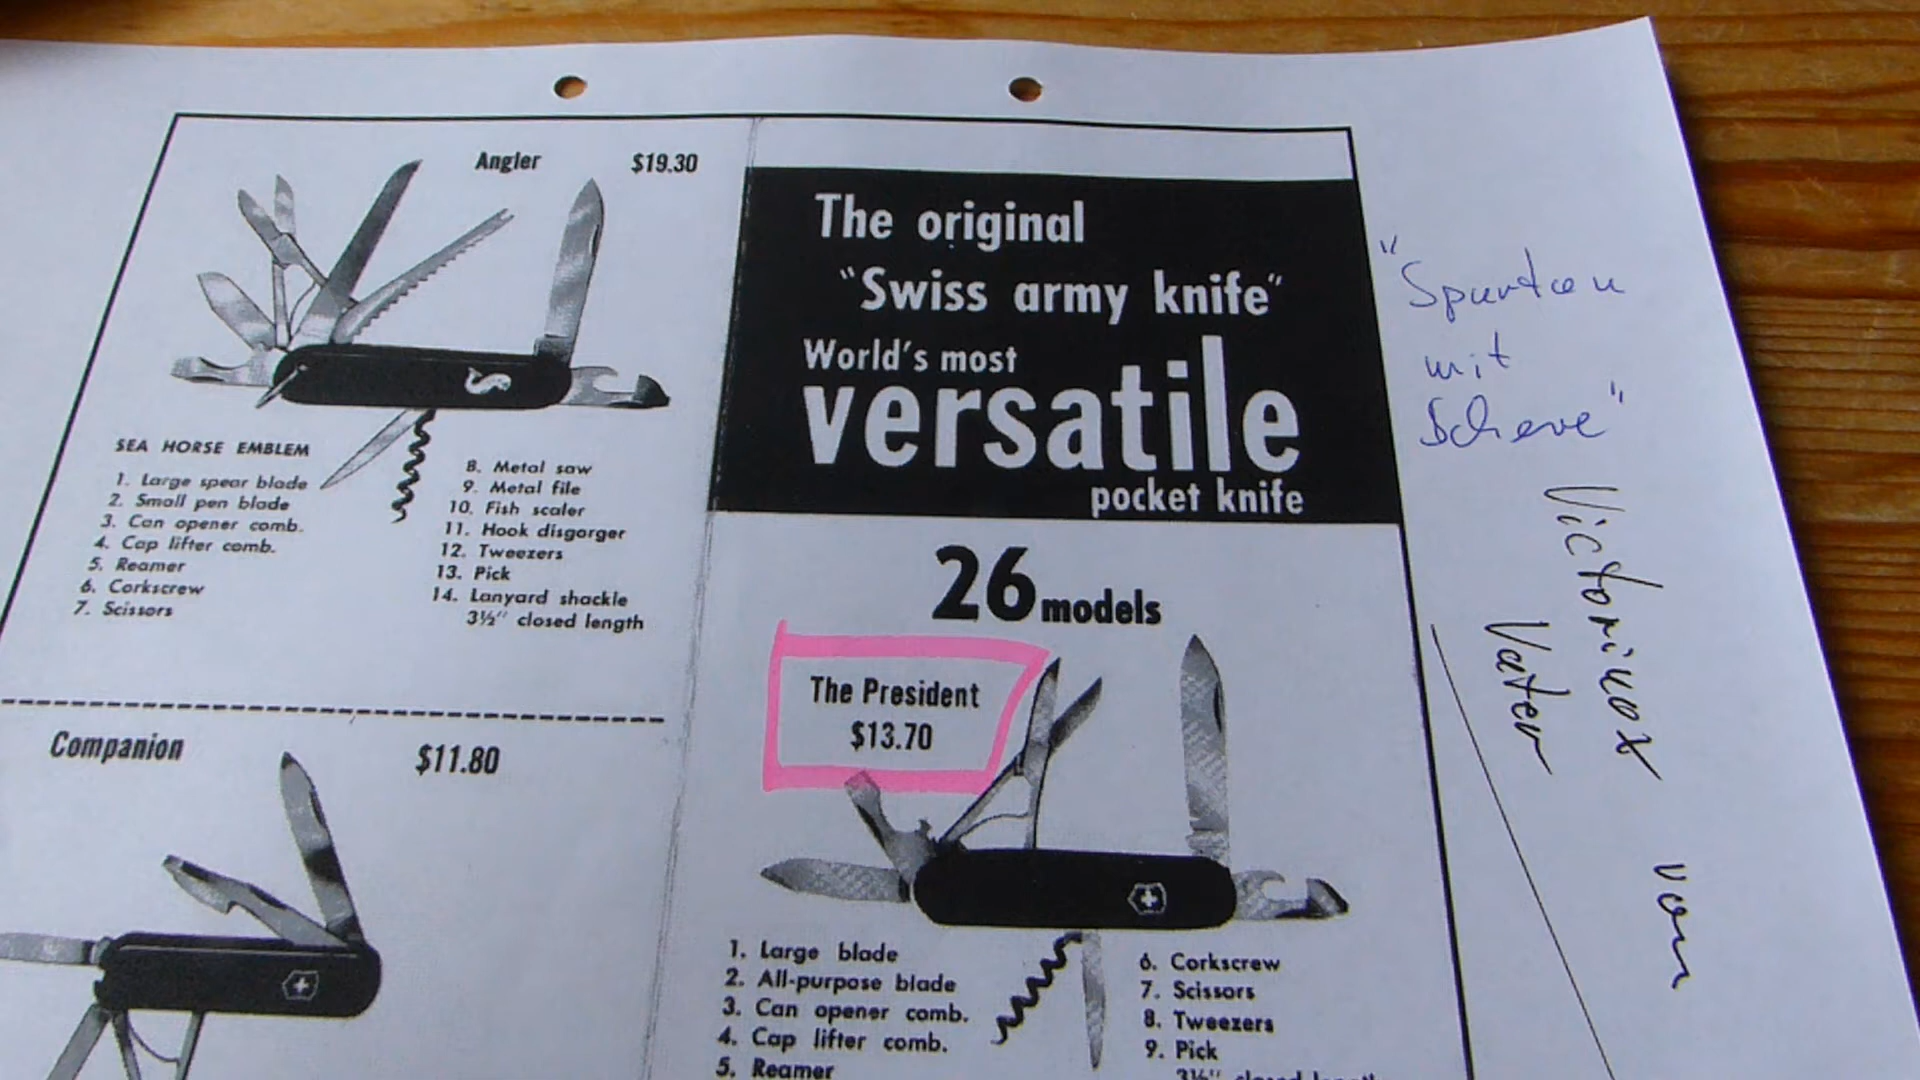 Angler $19.30
SEA HORSE EMBLEM
1. Large spear blade
2. Small pen blade
3. Can opener comb.
4. Cap lifter comb.
5. Reamer
6. Corkscrew
7. Scissors
8. Metal saw
9. Metal file
10. Fish scaler
11. Hook disgorger
12. Tweezers
13. Pick
14. Lanyard shackle
3½" closed length
Companion $11.80
The original
"Swiss army knife"
World's most
versatile
pocket knife
26 models
The President
$13.70
1. Large blade
2. All-purpose blade
3. Can opener comb.
4. Cap lifter comb.
5. Reamer
6. Corkscrew
7. Scissors
8. Tweezers
9. Pick
3½" closed length
"Spartan
mit
Schere"
Victorinox vom
Vater